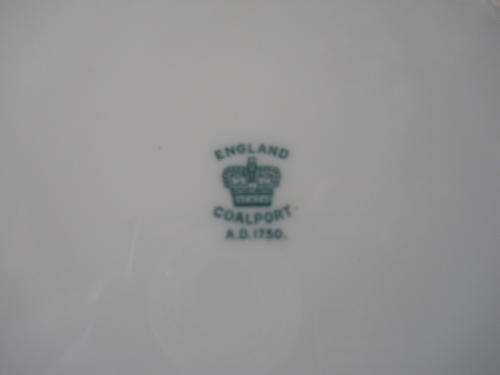 ENGLAND
COALPORT
A.D. 1750.